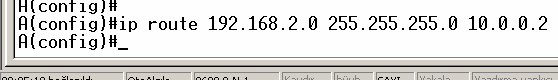 A(config)#
A(config)#ip route 192.168.2.0 255.255.255.0 10.0.0.2
A(config)#_